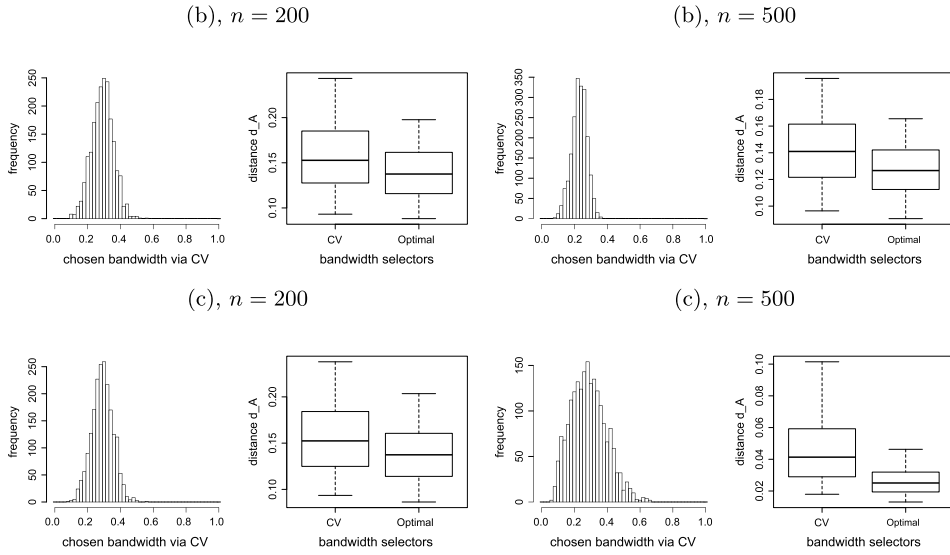 (b), n = 200
(b), n = 500
frequency
0 50 100 150 200 250
0.0 0.2 0.4 0.6 0.8 1.0
chosen bandwidth via CV
distance d_A
0.10 0.15 0.20
CV Optimal
bandwidth selectors
frequency
0 50 100 150 200 250 300 350
0.0 0.2 0.4 0.6 0.8 1.0
chosen bandwidth via CV
distance d_A
0.10 0.12 0.14 0.16 0.18
CV Optimal
bandwidth selectors
(c), n = 200
(c), n = 500
frequency
0 50 100 150 200 250
0.0 0.2 0.4 0.6 0.8 1.0
chosen bandwidth via CV
distance d_A
0.10 0.15 0.20
CV Optimal
bandwidth selectors
frequency
0 50 100 150
0.0 0.2 0.4 0.6 0.8 1.0
chosen bandwidth via CV
distance d_A
0.02 0.04 0.06 0.08 0.10
CV Optimal
bandwidth selectors